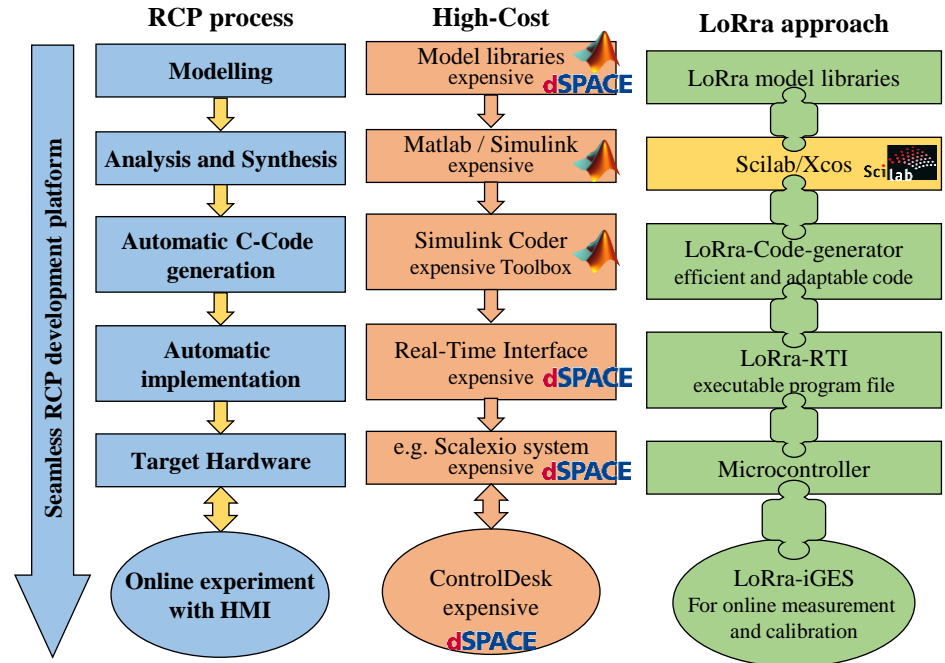 RCP process
High-Cost
LoRra approach
Seamless RCP development platform
Modelling
Analysis and Synthesis
Automatic C-Code
generation
Automatic
implementation
Target Hardware
Online experiment
with HMI
Model libraries
expensive
dSPACE
Matlab / Simulink
expensive
Simulink Coder
expensive Toolbox
Real-Time Interface
expensive
dSPACE
e.g. Scalexio system
expensive
dSPACE
ControlDesk
expensive
dSPACE
LoRra model libraries
Scilab/Xcos
Scilab
LoRra-Code-generator
efficient and adaptable code
LoRra-RTI
executable program file
Microcontroller
LoRra-iGES
For online measurement
and calibration